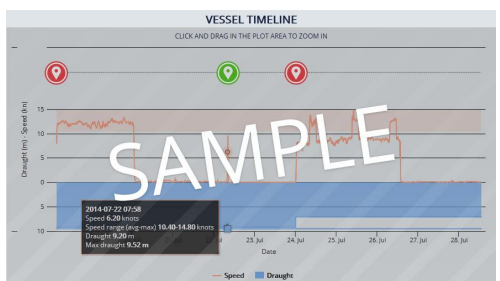 VESSEL TIMELINE
CLICK AND DRAG IN THE PLOT AREA TO ZOOM IN
Draught (m) - Speed (kn)
15
10
5
0
5
10
SAMPLE
2014-07-22 07:58
Speed 6.20 knots
Speed range (avg-max) 10.40-14.80 knots
Draught 9.20 m
Max draught 9.52 m
23. Jul
24. Jul
25. Jul
26. Jul
27. Jul
28. Jul
Date
Speed
Draught